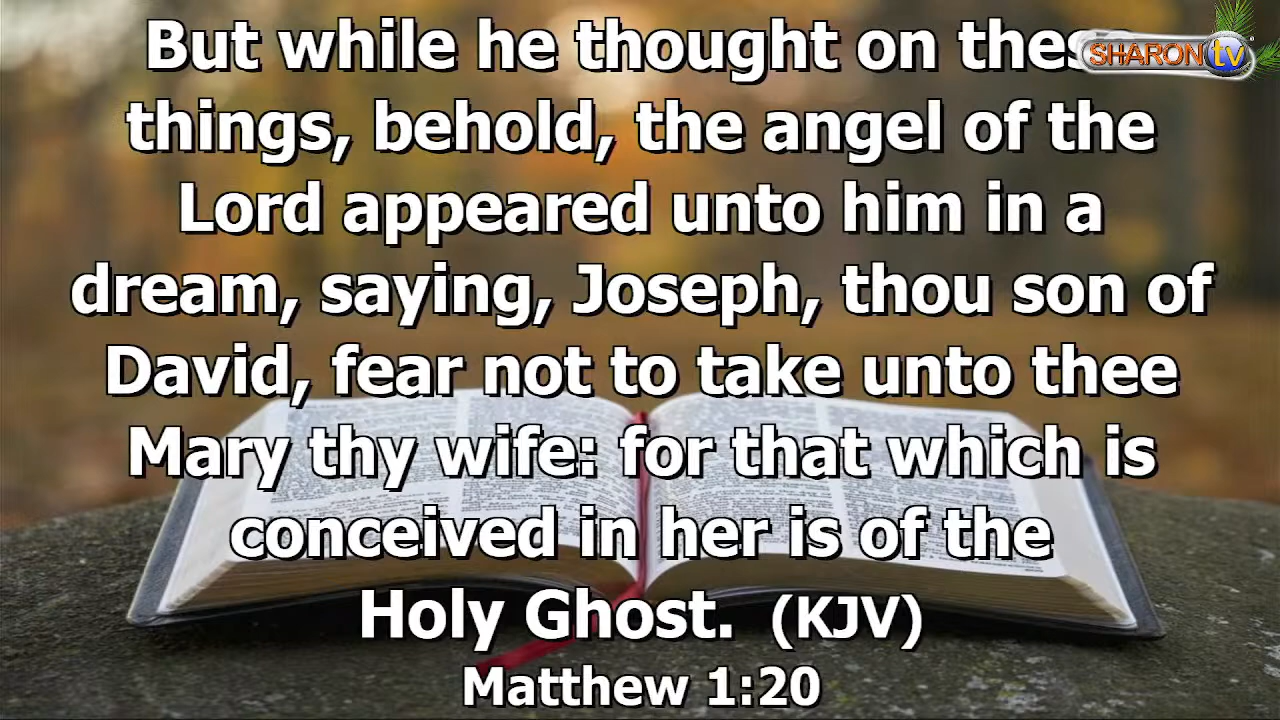 But while he thought on these
things, behold, the angel of the
Lord appeared unto him in a
dream, saying, Joseph, thou son of
David, fear not to take unto thee
Mary thy wife: for that which is
conceived in her is of the
Holy Ghost. (KJV)
Matthew 1:20
SHARON tv